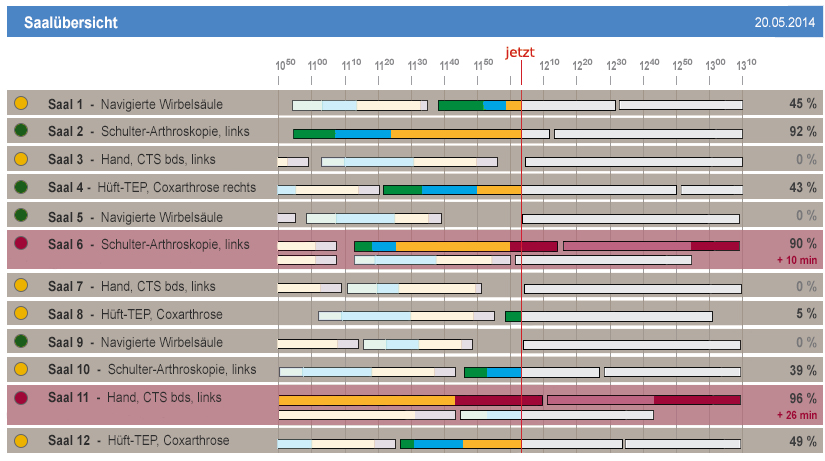 Saalübersicht 20.05.2014
jetzt
10⁵⁰ 11⁰⁰ 11¹⁰ 11²⁰ 11³⁰ 11⁴⁰ 11⁵⁰ 12¹⁰ 12²⁰ 12³⁰ 12⁴⁰ 12⁵⁰ 13⁰⁰ 13¹⁰
Saal 1 - Navigierte Wirbelsäule 45 %
Saal 2 - Schulter-Arthroskopie, links 92 %
Saal 3 - Hand, CTS bds, links 0 %
Saal 4 - Hüft-TEP, Coxarthrose rechts 43 %
Saal 5 - Navigierte Wirbelsäule 0 %
Saal 6 - Schulter-Arthroskopie, links 90 %
+ 10 min
Saal 7 - Hand, CTS bds, links 0 %
Saal 8 - Hüft-TEP, Coxarthrose 5 %
Saal 9 - Navigierte Wirbelsäule 0 %
Saal 10 - Schulter-Arthroskopie, links 39 %
Saal 11 - Hand, CTS bds, links 96 %
+ 26 min
Saal 12 - Hüft-TEP, Coxarthrose 49 %